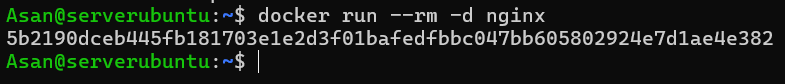 Asan@serverubuntu:~$ docker run --rm -d nginx
5b2190dceb445fb181703e1e2d3f01bafedfbbc047bb605802924e7d1ae4e382
Asan@serverubuntu:~$